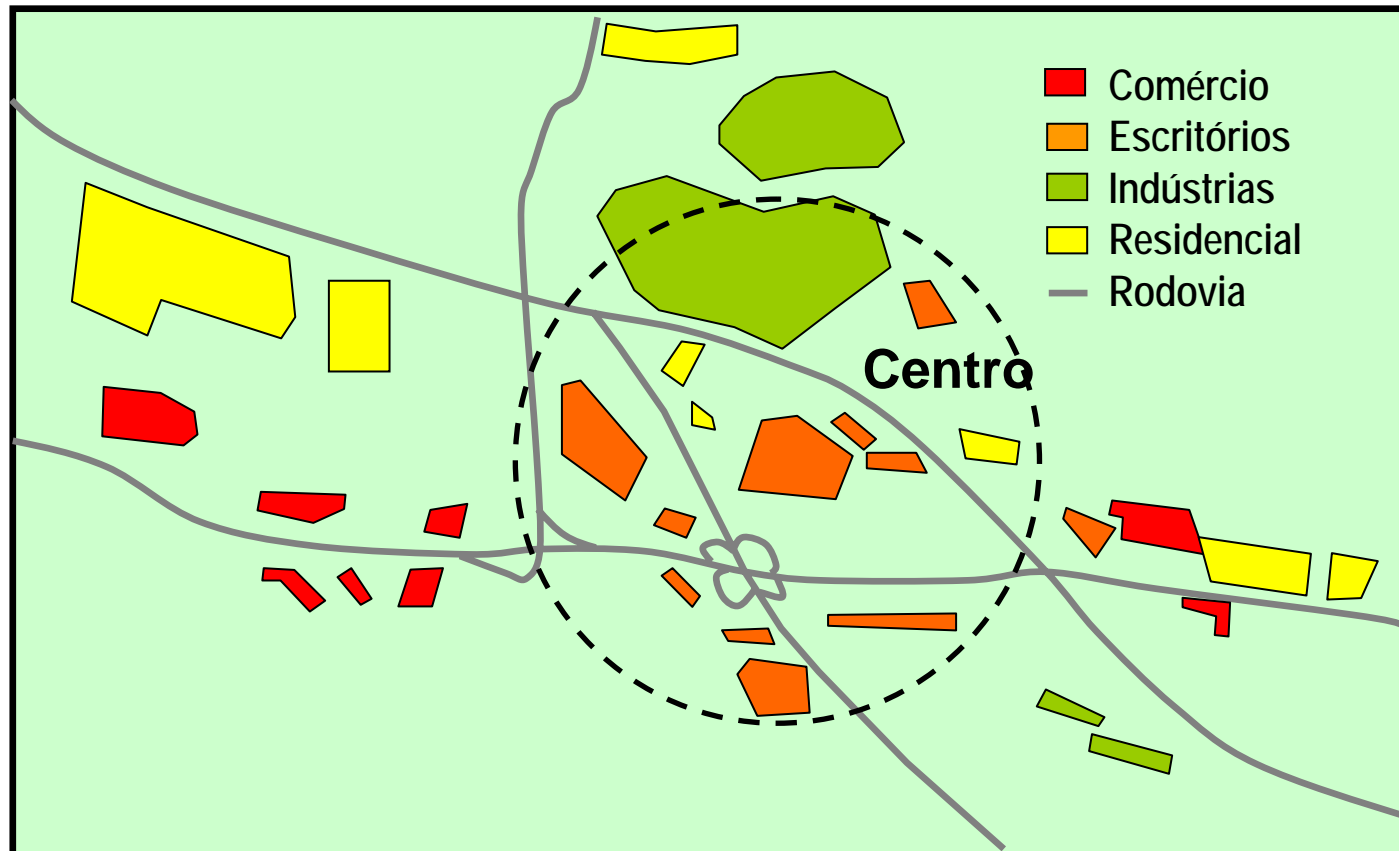 Comércio
Escritórios
Indústrias
Residencial
Rodovia
Centro